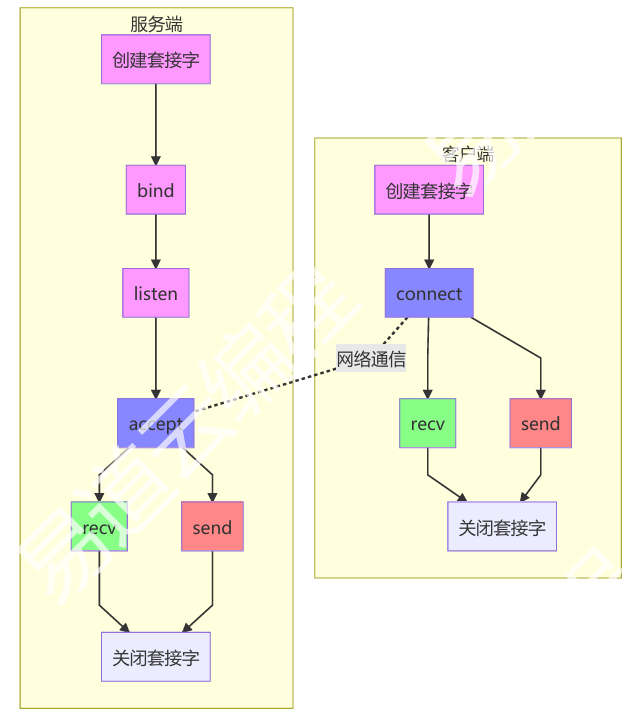 服务端
创建套接字
bind
listen
accept
recv
send
关闭套接字
客户端
创建套接字
connect
网络通信
recv
send
关闭套接字
易道云编程